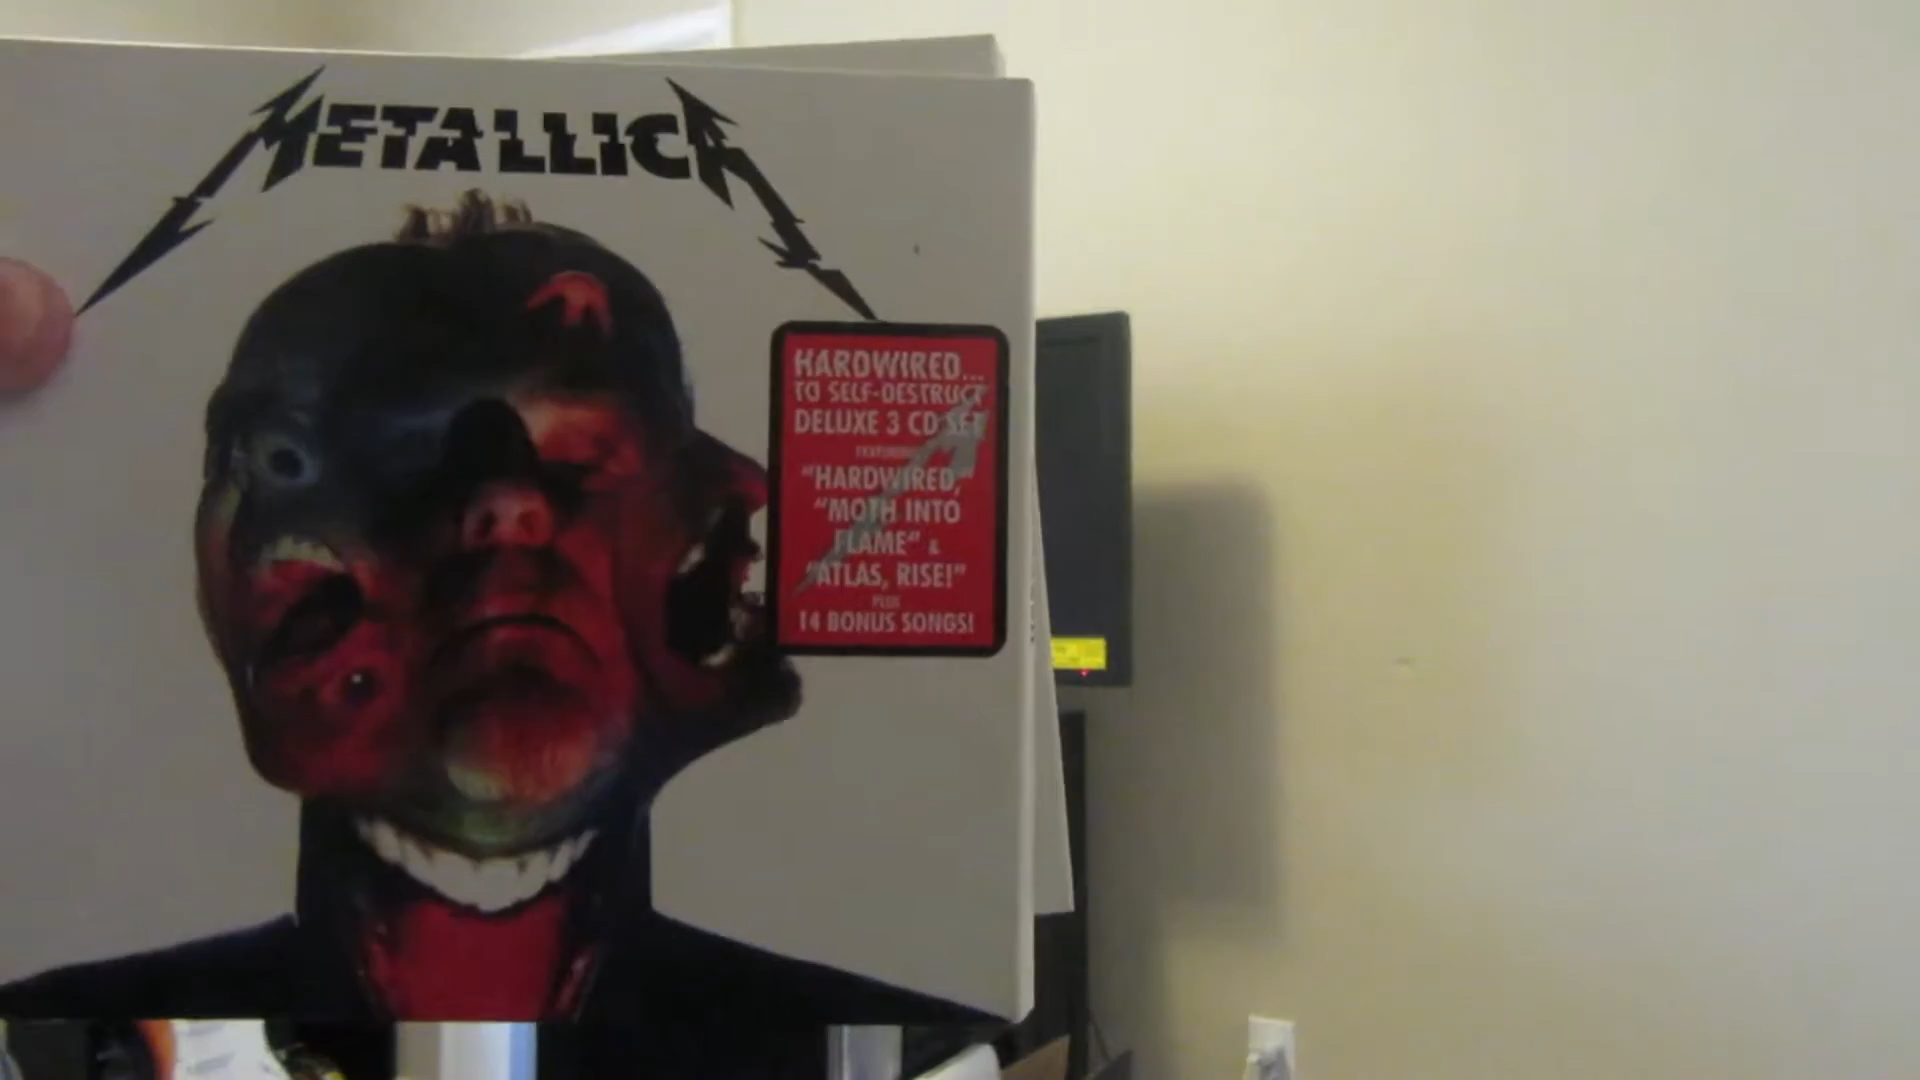 METALLICA
HARDWIRED...
TO SELF-DESTRUCT
DELUXE 3 CD SET
FEATURING
"HARDWIRED,"
"MOTH INTO
FLAME" &
"ATLAS, RISE!"
PLUS
14 BONUS SONGS!